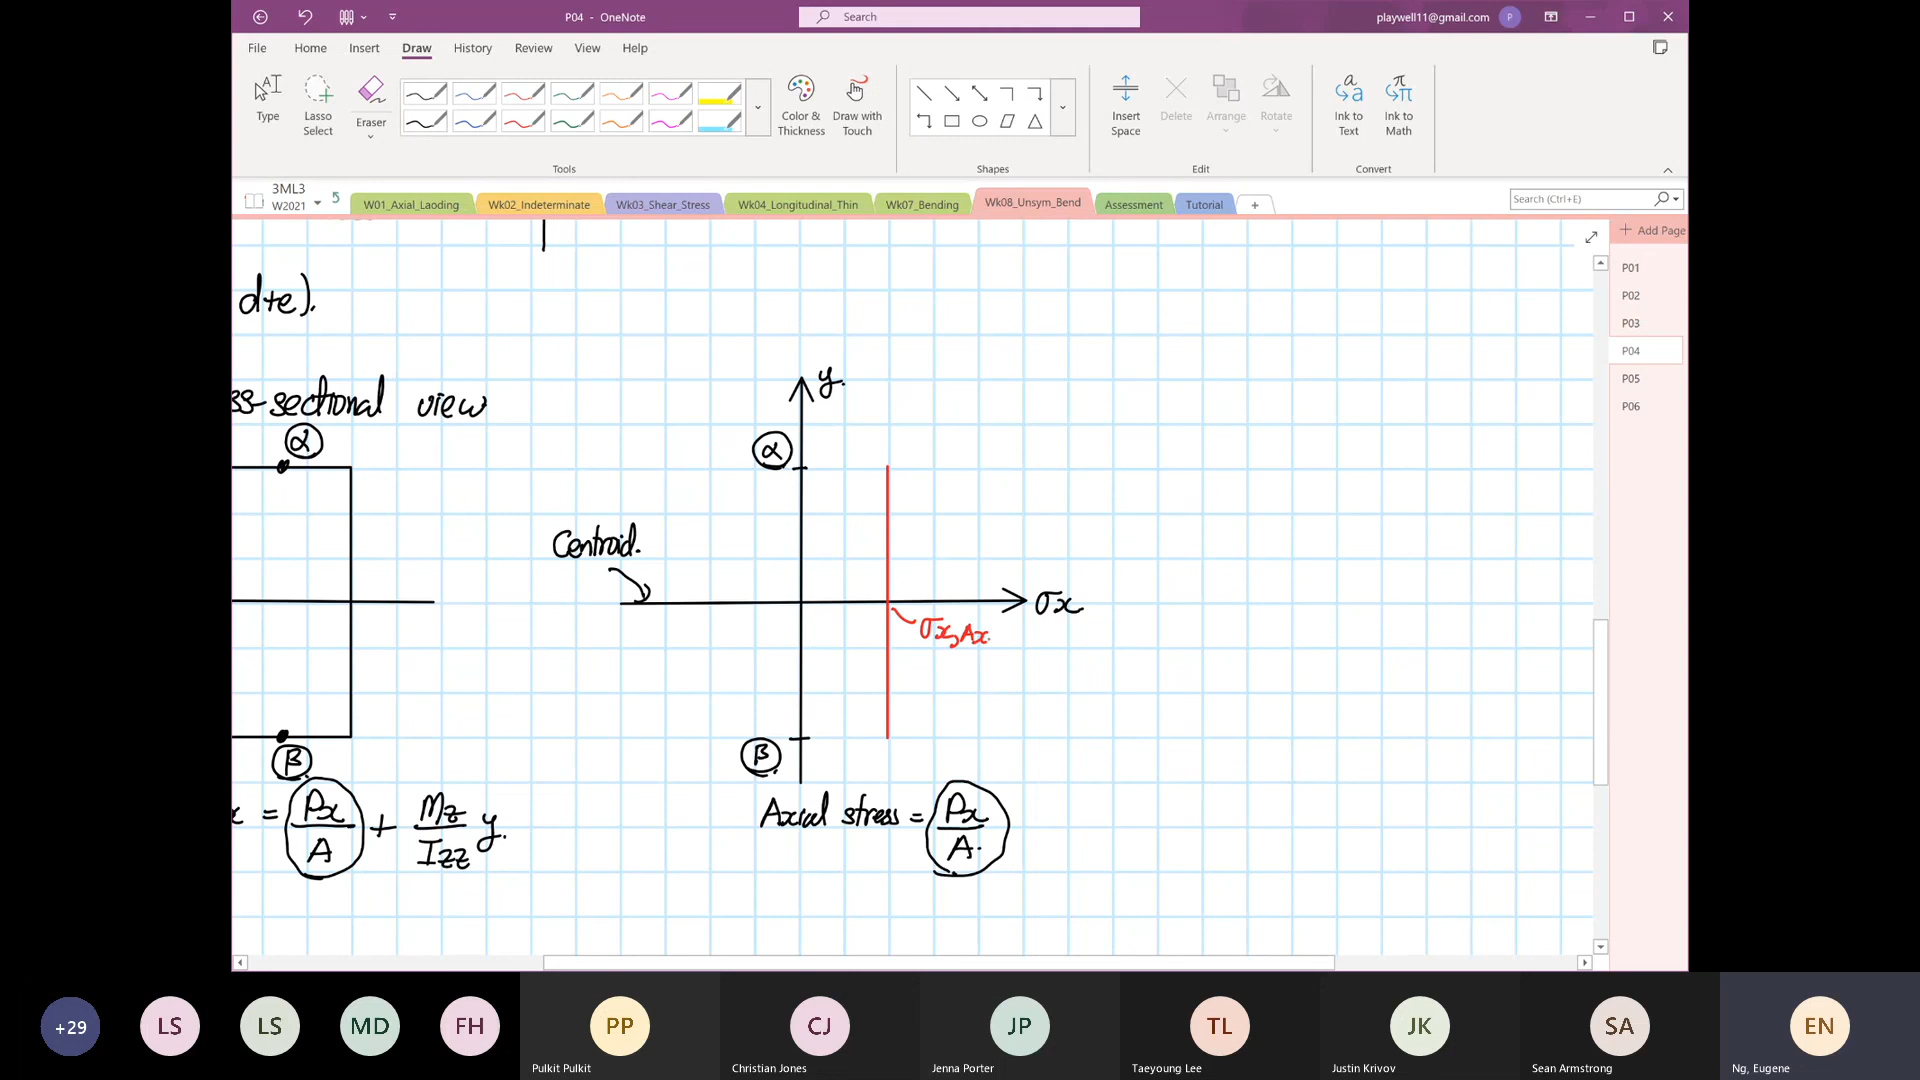 P04 - OneNote
Search
playwell11@gmail.com
P
File Home Insert Draw History Review View Help
Type
Lasso Select
Eraser
Color & Thickness
Draw with Touch
Insert Space
Delete
Arrange
Rotate
Ink to Text
Ink to Math
Tools
Shapes
Edit
Convert
3ML3 W2021
W01_Axial_Laoding
Wk02_Indeterminate
Wk03_Shear_Stress
Wk04_Longitudinal_Thin
Wk07_Bending
Wk08_Unsym_Bend
Assessment
Tutorial
Search (Ctrl+E)
Add Page
P01
P02
P03
P04
P05
P06
d+e).
ss-sectional view
α
β
x = Px/A + Mz/Izz y.
y.
α
Centroid.
σx
σx,Ax.
β
Axial stress = Px/A.
+29
LS
LS
MD
FH
PP
Pulkit Pulkit
CJ
Christian Jones
JP
Jenna Porter
TL
Taeyoung Lee
JK
Justin Krivov
SA
Sean Armstrong
EN
Ng, Eugene